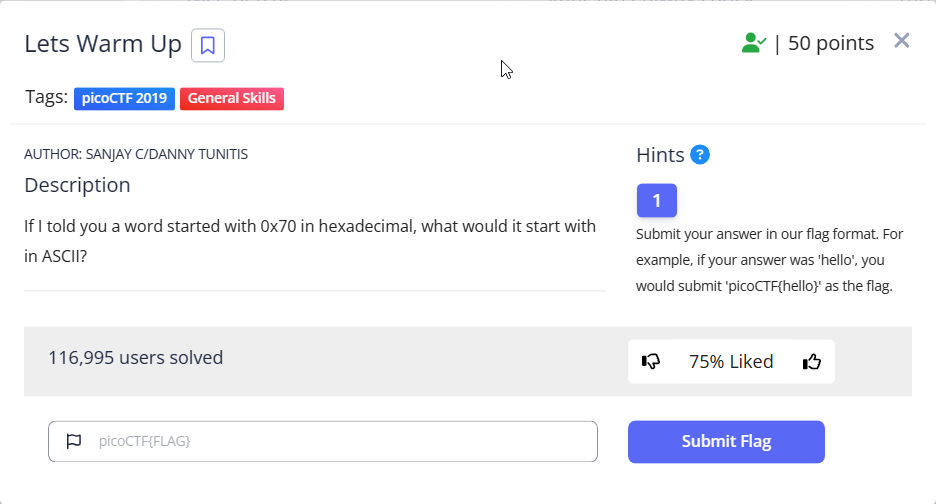 Lets Warm Up
| 50 points
Tags: picoCTF 2019 General Skills
AUTHOR: SANJAY C/DANNY TUNITIS
Description
If I told you a word started with 0x70 in hexadecimal, what would it start with
in ASCII?
Hints ?
1
Submit your answer in our flag format. For
example, if your answer was 'hello', you
would submit 'picoCTF{hello}' as the flag.
116,995 users solved
75% Liked
picoCTF{FLAG}
Submit Flag